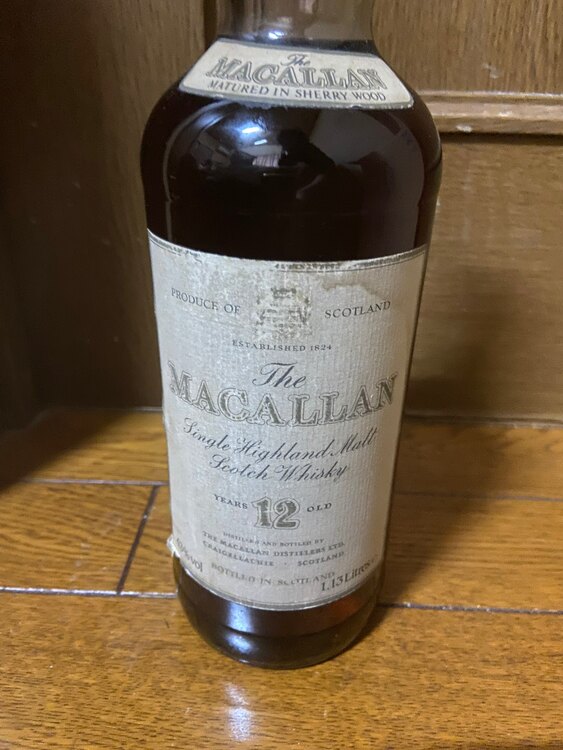 The
MACALLAN
MATURED IN SHERRY WOOD
PRODUCE OF SCOTLAND
ESTABLISHED 1824
The
MACALLAN
Single Highland Malt
Scotch Whisky
YEARS 12 OLD
DISTILLED AND BOTTLED BY
THE MACALLAN DISTILLERS LTD.
CRAIGELLACHIE · SCOTLAND
%vol BOTTLED IN SCOTLAND 1.13 Litres